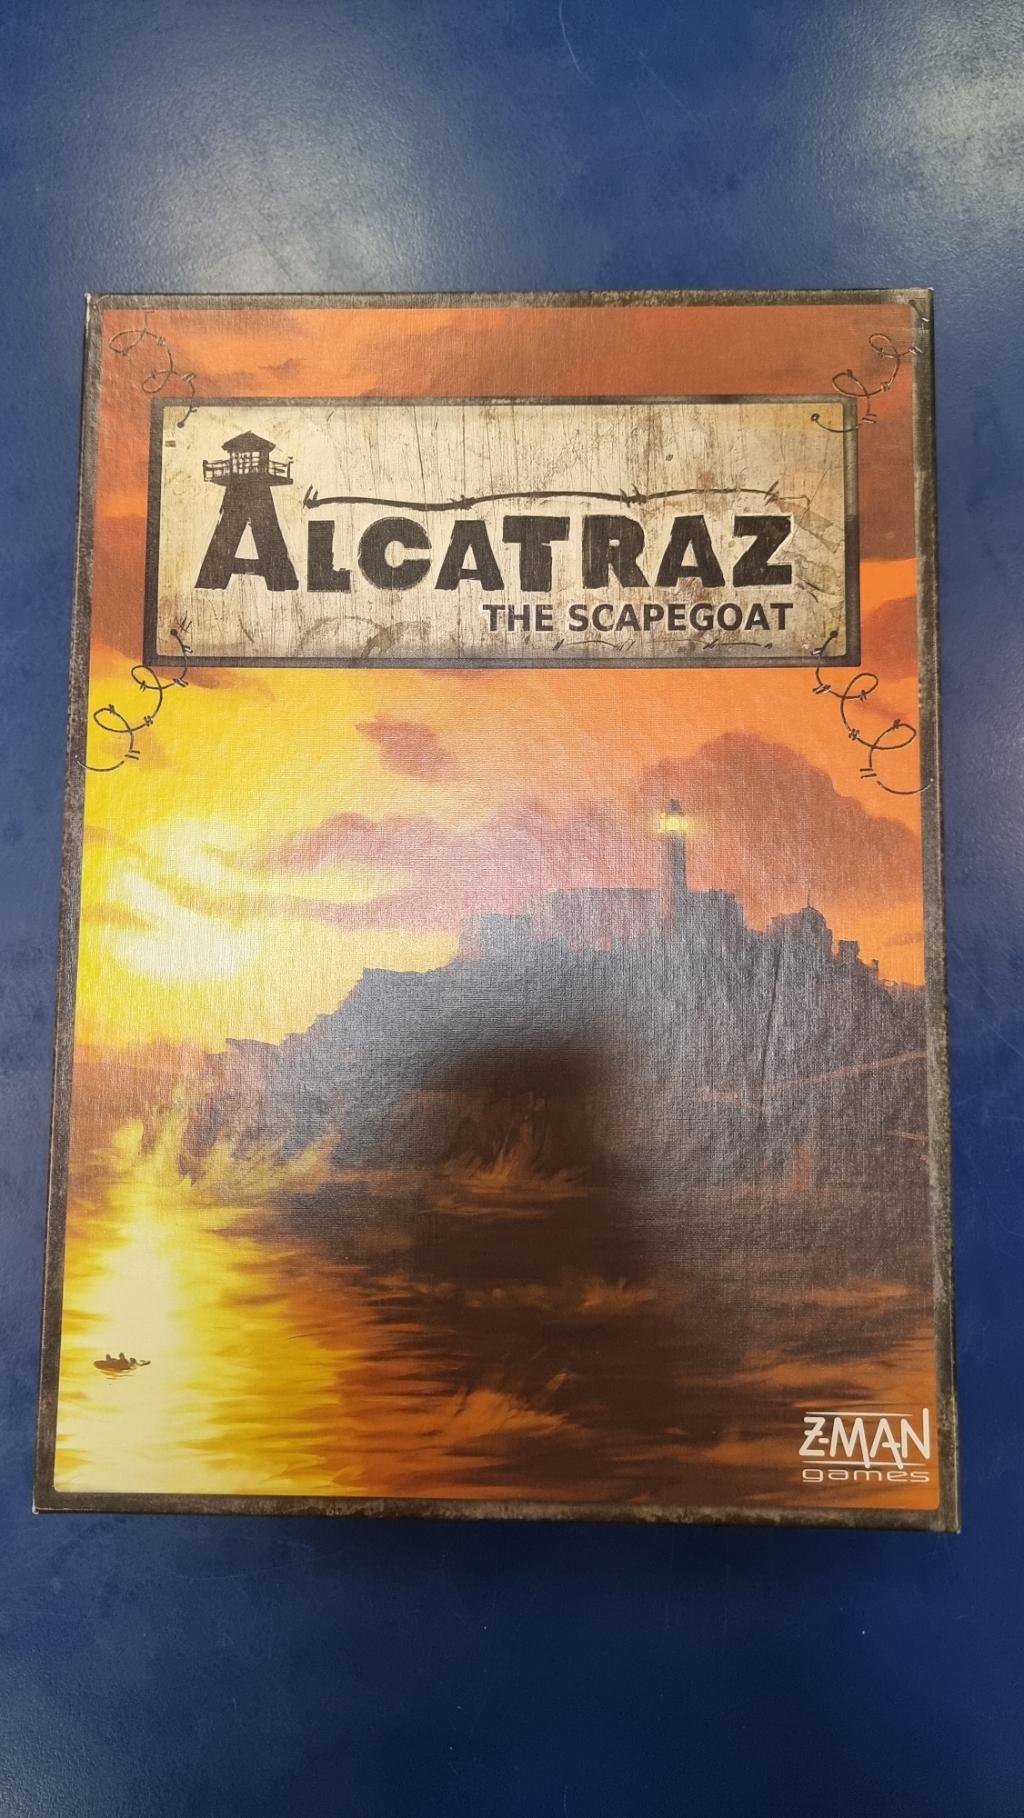 ALCATRAZ
THE SCAPEGOAT
Z-MAN
games